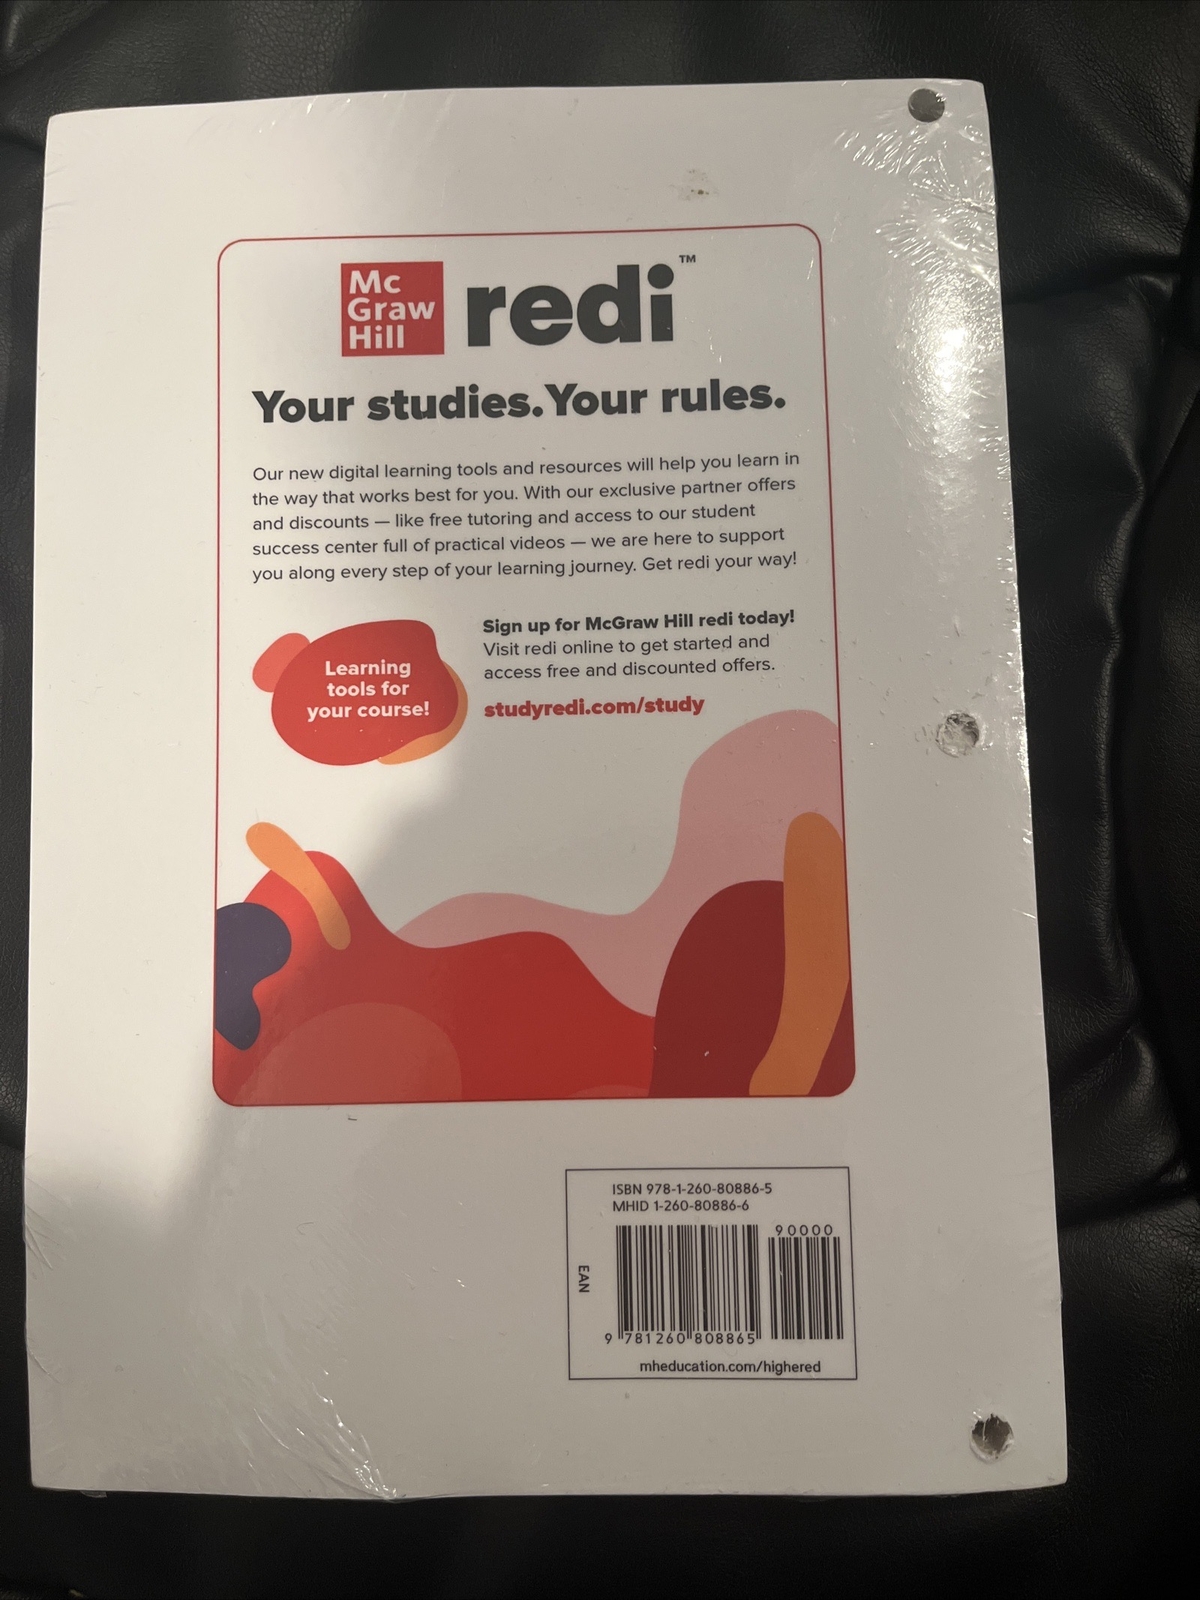 Mc
Graw
Hill
redi™
Your studies. Your rules.
Our new digital learning tools and resources will help you learn in
the way that works best for you. With our exclusive partner offers
and discounts — like free tutoring and access to our student
success center full of practical videos — we are here to support
you along every step of your learning journey. Get redi your way!
Learning
tools for
your course!
Sign up for McGraw Hill redi today!
Visit redi online to get started and
access free and discounted offers.
studyredi.com/study
ISBN 978-1-260-80886-5
MHID 1-260-80886-6
90000
EAN
9 781260 808865
mheducation.com/highered